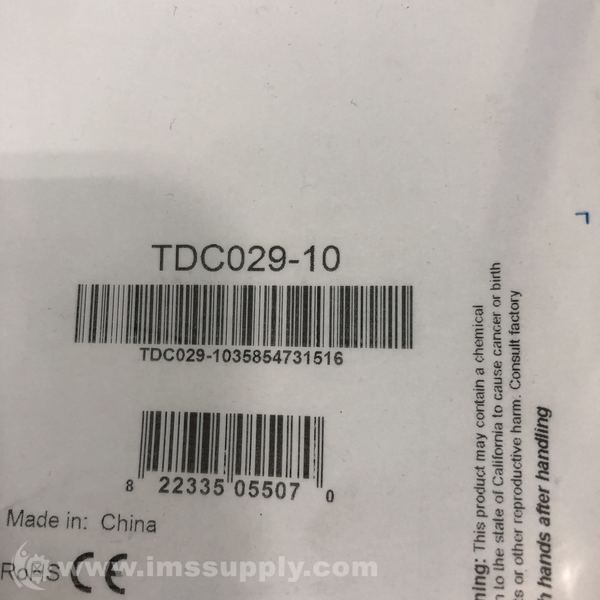 TDC029-10
TDC029-1035854731516
8 22335 05507 0
Made in: China
RoHS CE
www.imssupply.com
This product may contain a chemical
to the state of California to cause cancer or birth
or other reproductive harm. Consult factory
hands after handling